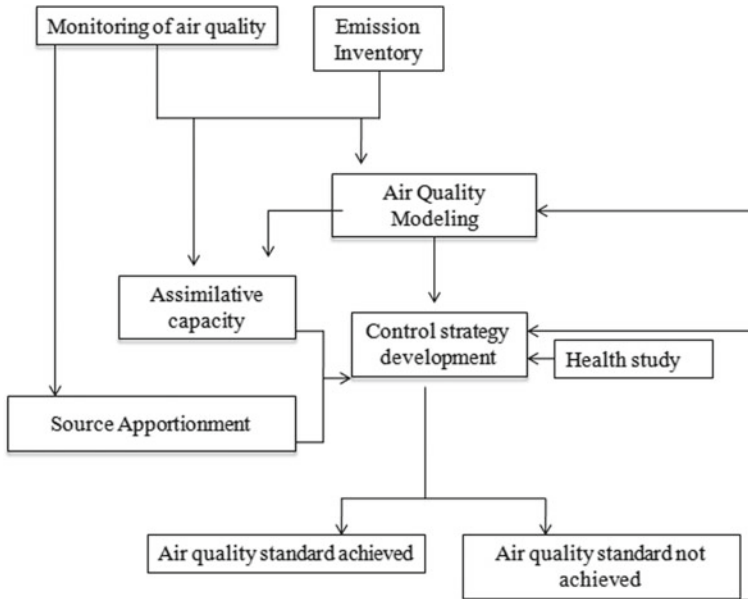 Monitoring of air quality
Emission
Inventory
Air Quality
Modeling
Assimilative
capacity
Control strategy
development
Health study
Source Apportionment
Air quality standard achieved
Air quality standard not
achieved